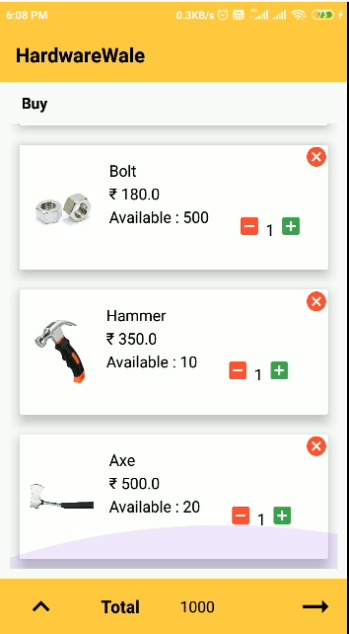 6:08 PM 0.3KB/s
HardwareWale
Buy
Bolt
₹ 180.0
Available : 500
1
Hammer
₹ 350.0
Available : 10
1
Axe
₹ 500.0
Available : 20
1
Total 1000